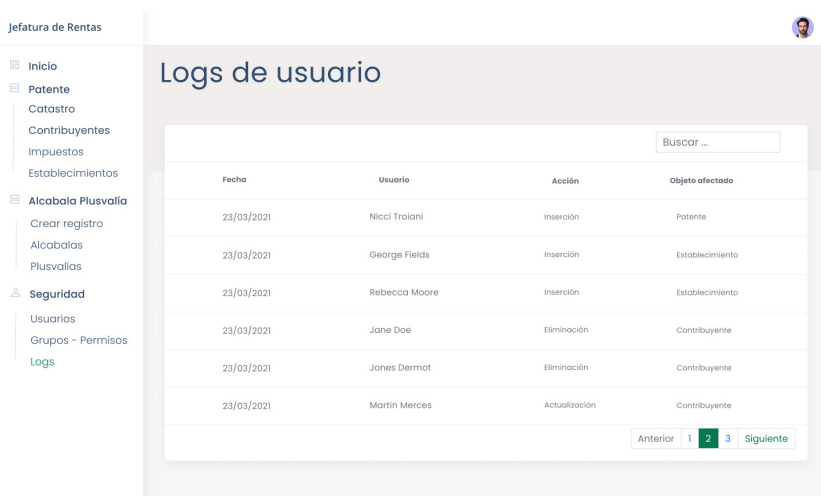 Jefatura de Rentas
Inicio
Patente
Catastro
Contribuyentes
Impuestos
Establecimientos
Alcabala Plusvalía
Crear registro
Alcabalas
Plusvalías
Seguridad
Usuarios
Grupos - Permisos
Logs
Logs de usuario
Buscar ...
Fecha Usuario Acción Objeto afectado
23/03/2021 Nicci Troiani Inserción Patente
23/03/2021 George Fields Inserción Establecimiento
23/03/2021 Rebecca Moore Inserción Establecimiento
23/03/2021 Jane Doe Eliminación Contribuyente
23/03/2021 Jones Dermot Eliminación Contribuyente
23/03/2021 Martín Merces Actualización Contribuyente
Anterior 1 2 3 Siguiente